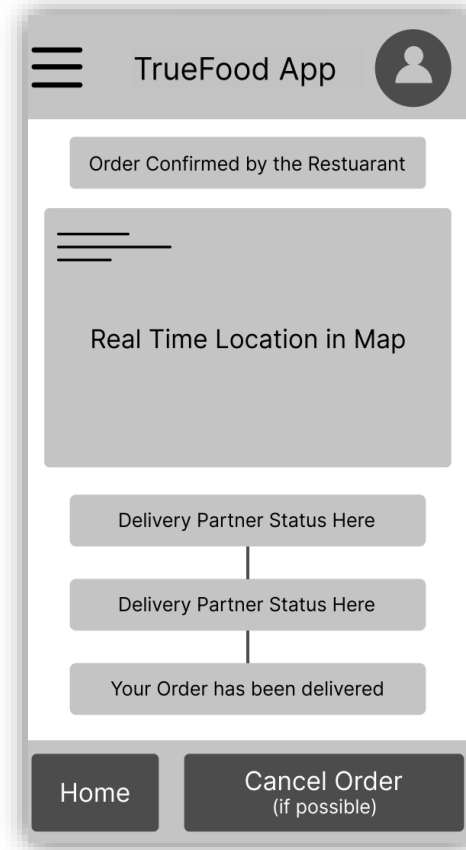 TrueFood App
Order Confirmed by the Restuarant
Real Time Location in Map
Delivery Partner Status Here
Delivery Partner Status Here
Your Order has been delivered
Home
Cancel Order
(if possible)